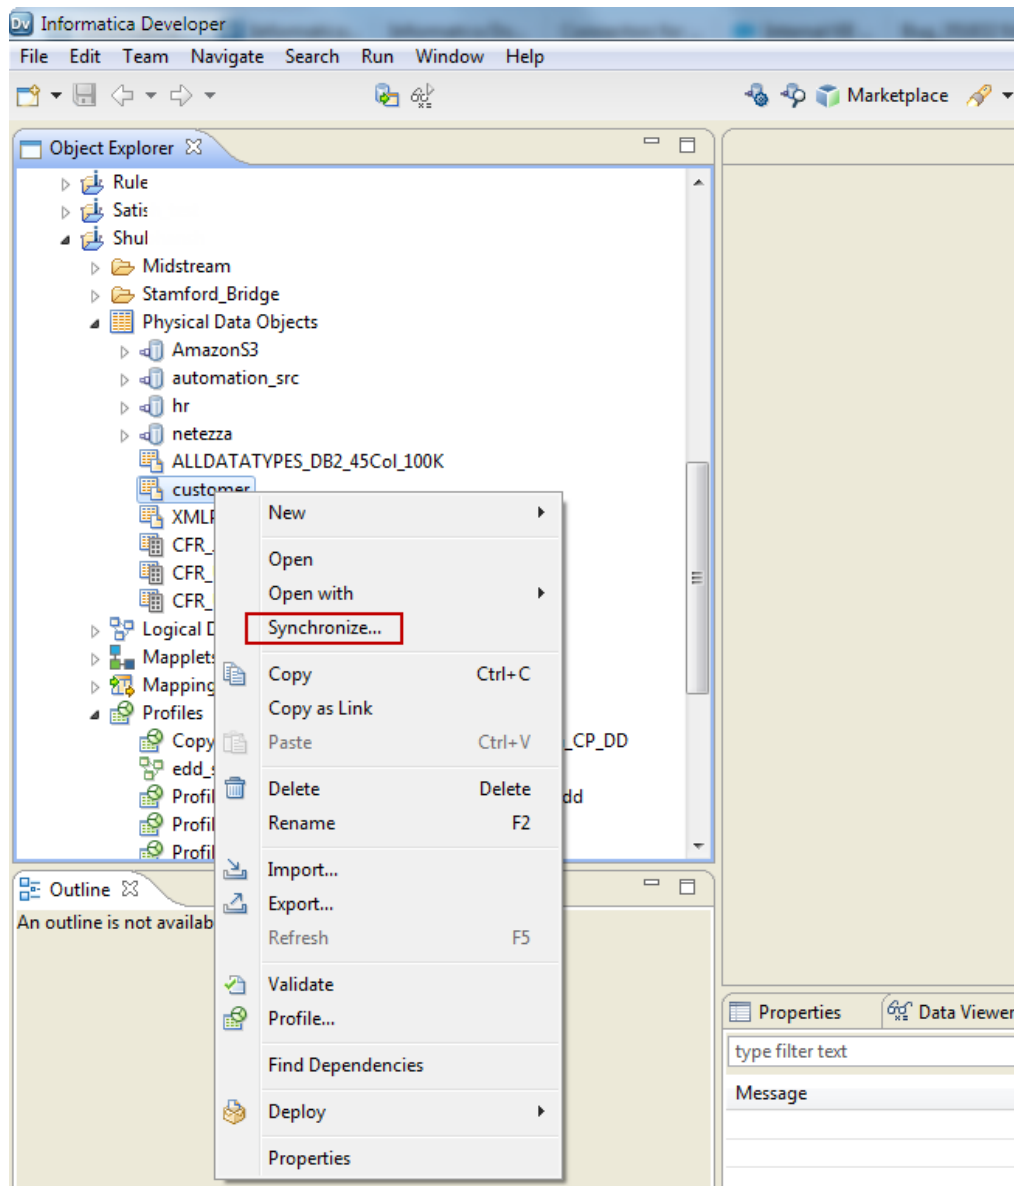 Dv Informatica Developer
File Edit Team Navigate Search Run Window Help
Marketplace
Object Explorer
Rule
Satis
Shul
Midstream
Stamford_Bridge
Physical Data Objects
AmazonS3
automation_src
hr
netezza
ALLDATATYPES_DB2_45Col_100K
customer
New
Open
CFR_
Open with
CFR_
CFR_
Synchronize...
Logical D
Mapplets
Copy Ctrl+C
Mapping
Copy as Link
Profiles
Copy Paste Ctrl+V _CP_DD
edd_s
Delete Delete
Profil dd
Rename F2
Profil
Profil
Import...
Outline
Export...
An outline is not availab
Refresh F5
Validate
Profile...
Properties Data Viewer
type filter text
Find Dependencies
Message
Deploy
Properties